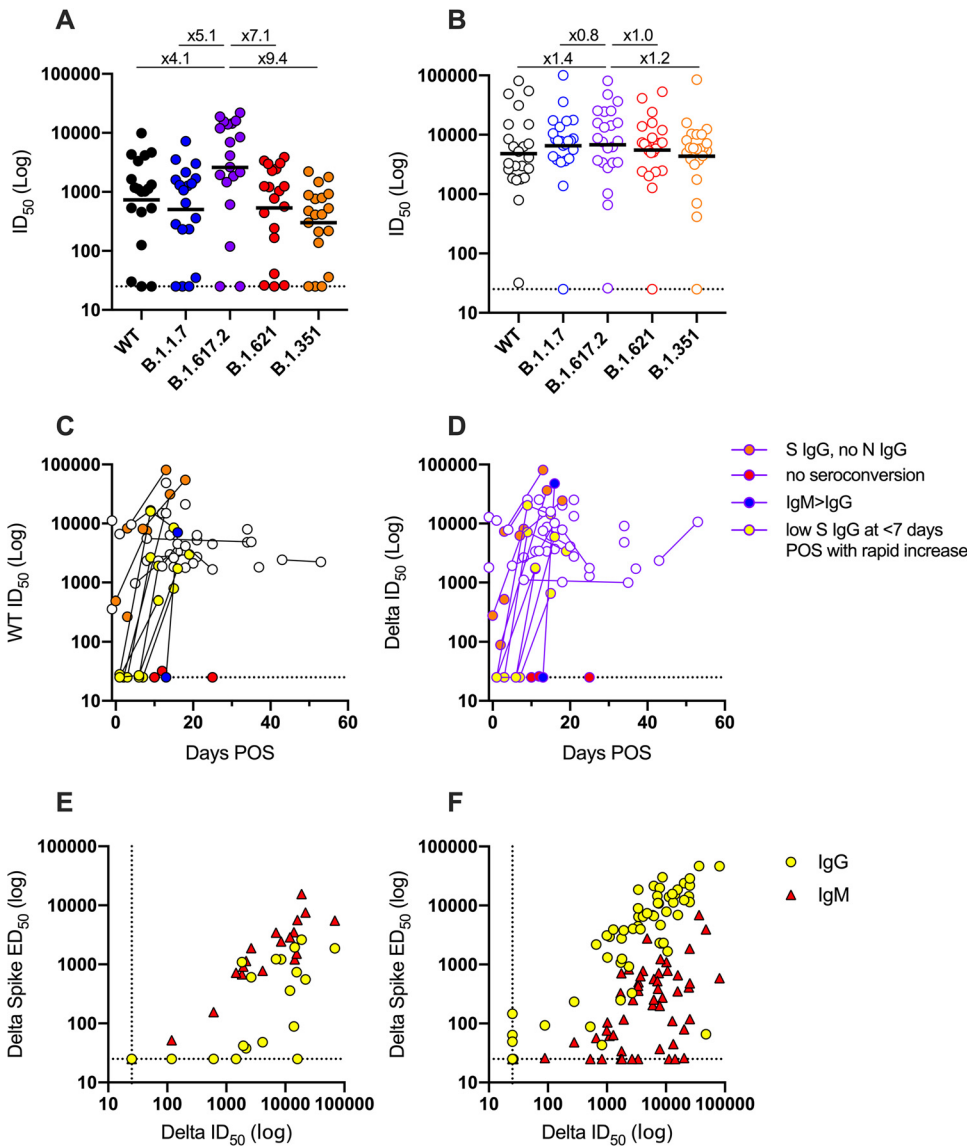 A
x5.1 x7.1
x4.1 x9.4
100000
10000
1000
100
10
ID50 (Log)
WT
B.1.1.7
B.1.617.2
B.1.621
B.1.351
B
x0.8 x1.0
x1.4 x1.2
100000
10000
1000
100
10
ID50 (Log)
WT
B.1.1.7
B.1.617.2
B.1.621
B.1.351
C
100000
10000
1000
100
10
WT ID50 (Log)
0 20 40 60
Days POS
D
100000
10000
1000
100
10
Delta ID50 (Log)
0 20 40 60
Days POS
S IgG, no N IgG
no seroconversion
IgM>IgG
low S IgG at <7 days
POS with rapid increase
E
100000
10000
1000
100
10
Delta Spike ED50 (log)
10 100 1000 10000 100000
Delta ID50 (log)
F
100000
10000
1000
100
10
Delta Spike ED50 (log)
10 100 1000 10000 100000
Delta ID50 (log)
IgG
IgM